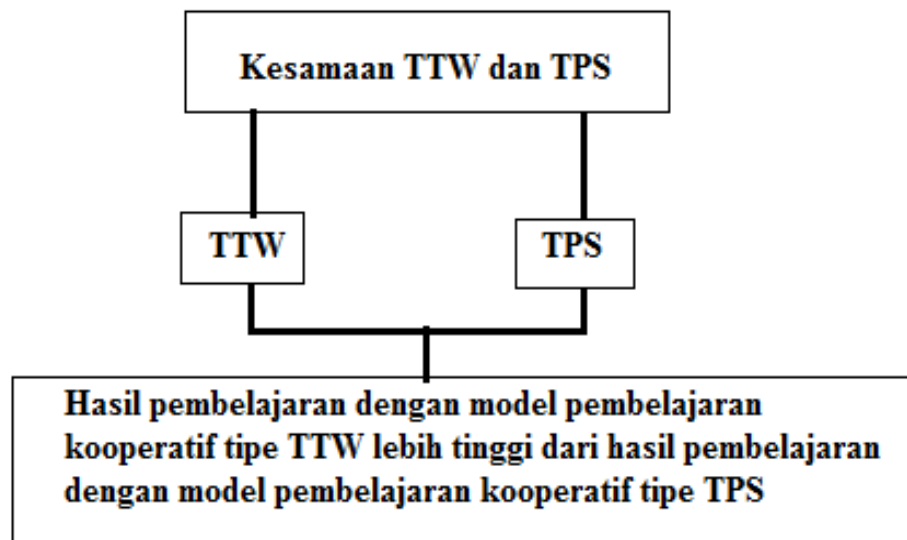 Kesamaan TTW dan TPS
TTW
TPS
Hasil pembelajaran dengan model pembelajaran
kooperatif tipe TTW lebih tinggi dari hasil pembelajaran
dengan model pembelajaran kooperatif tipe TPS